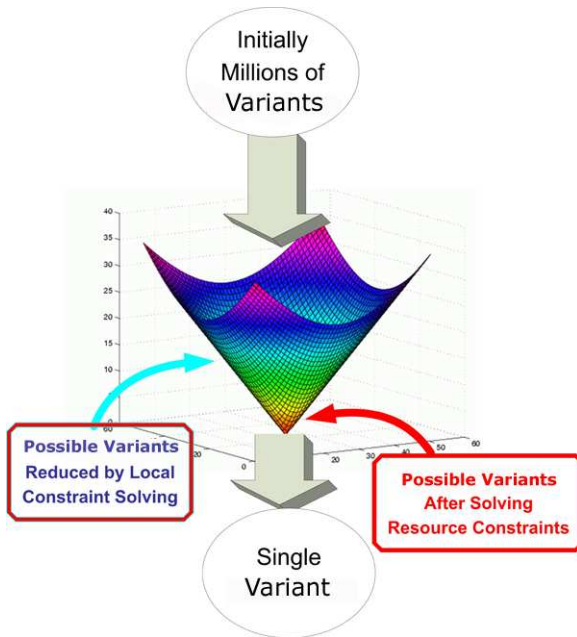 Initially
Millions of
Variants
40
35
30
25
20
15
10
5
0
60
20
0
20
30
40
50
60
Possible Variants
Reduced by Local
Constraint Solving
Possible Variants
After Solving
Resource Constraints
Single
Variant